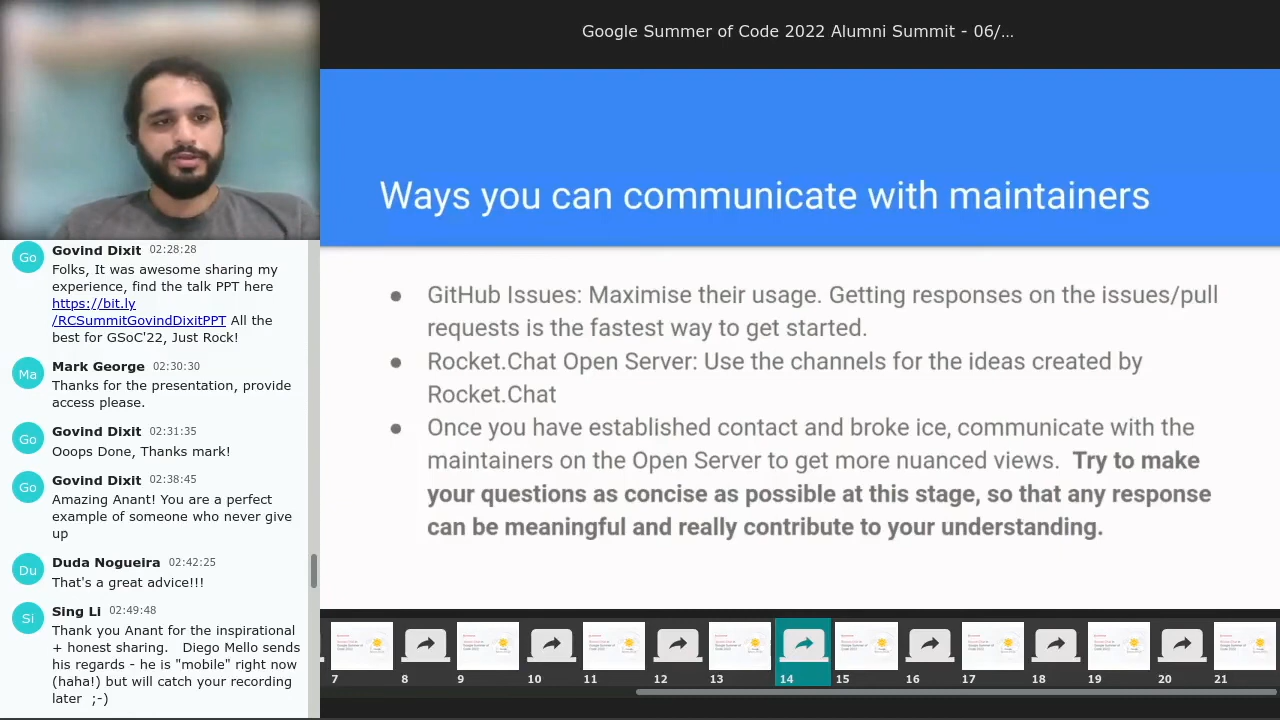 Google Summer of Code 2022 Alumni Summit - 06/...
Ways you can communicate with maintainers
● GitHub Issues: Maximise their usage. Getting responses on the issues/pull
requests is the fastest way to get started.
● Rocket.Chat Open Server: Use the channels for the ideas created by
Rocket.Chat
● Once you have established contact and broke ice, communicate with the
maintainers on the Open Server to get more nuanced views.  Try to make
your questions as concise as possible at this stage, so that any response
can be meaningful and really contribute to your understanding.
Go
Govind Dixit 02:28:28
Folks, It was awesome sharing my
experience, find the talk PPT here
https://bit.ly
/RCSummitGovindDixitPPT All the
best for GSoC'22, Just Rock!
Ma
Mark George 02:30:30
Thanks for the presentation, provide
access please.
Go
Govind Dixit 02:31:35
Ooops Done, Thanks mark!
Go
Govind Dixit 02:38:45
Amazing Anant! You are a perfect
example of someone who never give
up
Du
Duda Nogueira 02:42:25
That's a great advice!!!
Si
Sing Li 02:49:48
Thank you Anant for the inspirational
+ honest sharing.   Diego Mello sends
his regards - he is "mobile" right now
(haha!) but will catch your recording
later  ;-)
7 8 9 10 11 12 13 14 15 16 17 18 19 20 21